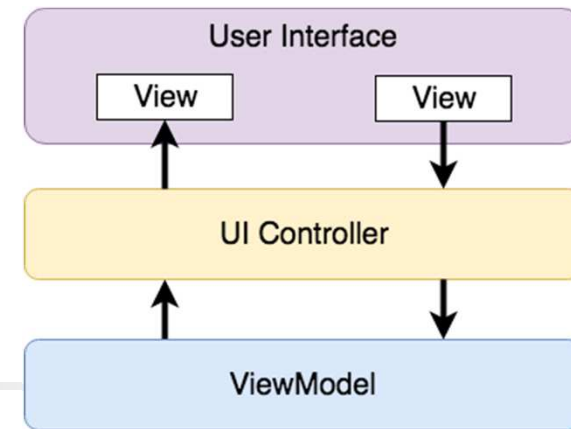 User Interface
View View
UI Controller
ViewModel